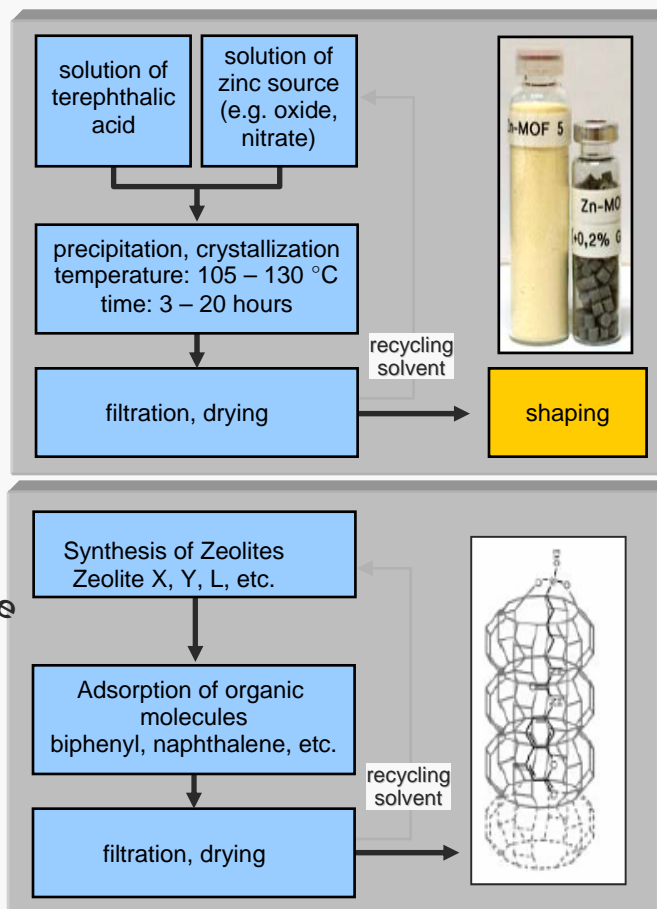 solution of
terephthalic
acid
solution of
zinc source
(e.g. oxide,
nitrate)
Zn-MOF 5
Zn-MO
+0,2% G
precipitation, crystallization
temperature: 105 – 130 °C
time: 3 – 20 hours
recycling
solvent
filtration, drying
shaping
Synthesis of Zeolites
Zeolite X, Y, L, etc.
e
Adsorption of organic
molecules
biphenyl, naphthalene, etc.
recycling
solvent
filtration, drying